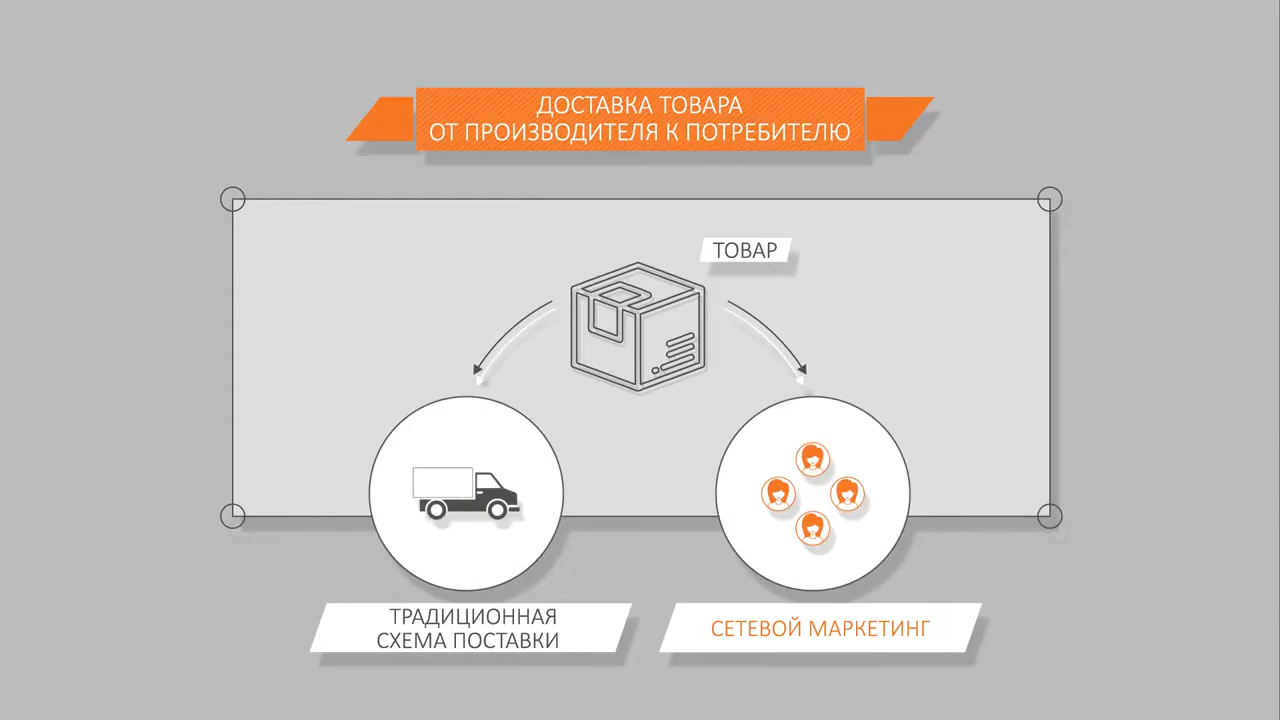 ДОСТАВКА ТОВАРА
ОТ ПРОИЗВОДИТЕЛЯ К ПОТРЕБИТЕЛЮ
ТОВАР
ТРАДИЦИОННАЯ
СХЕМА ПОСТАВКИ
СЕТЕВОЙ МАРКЕТИНГ